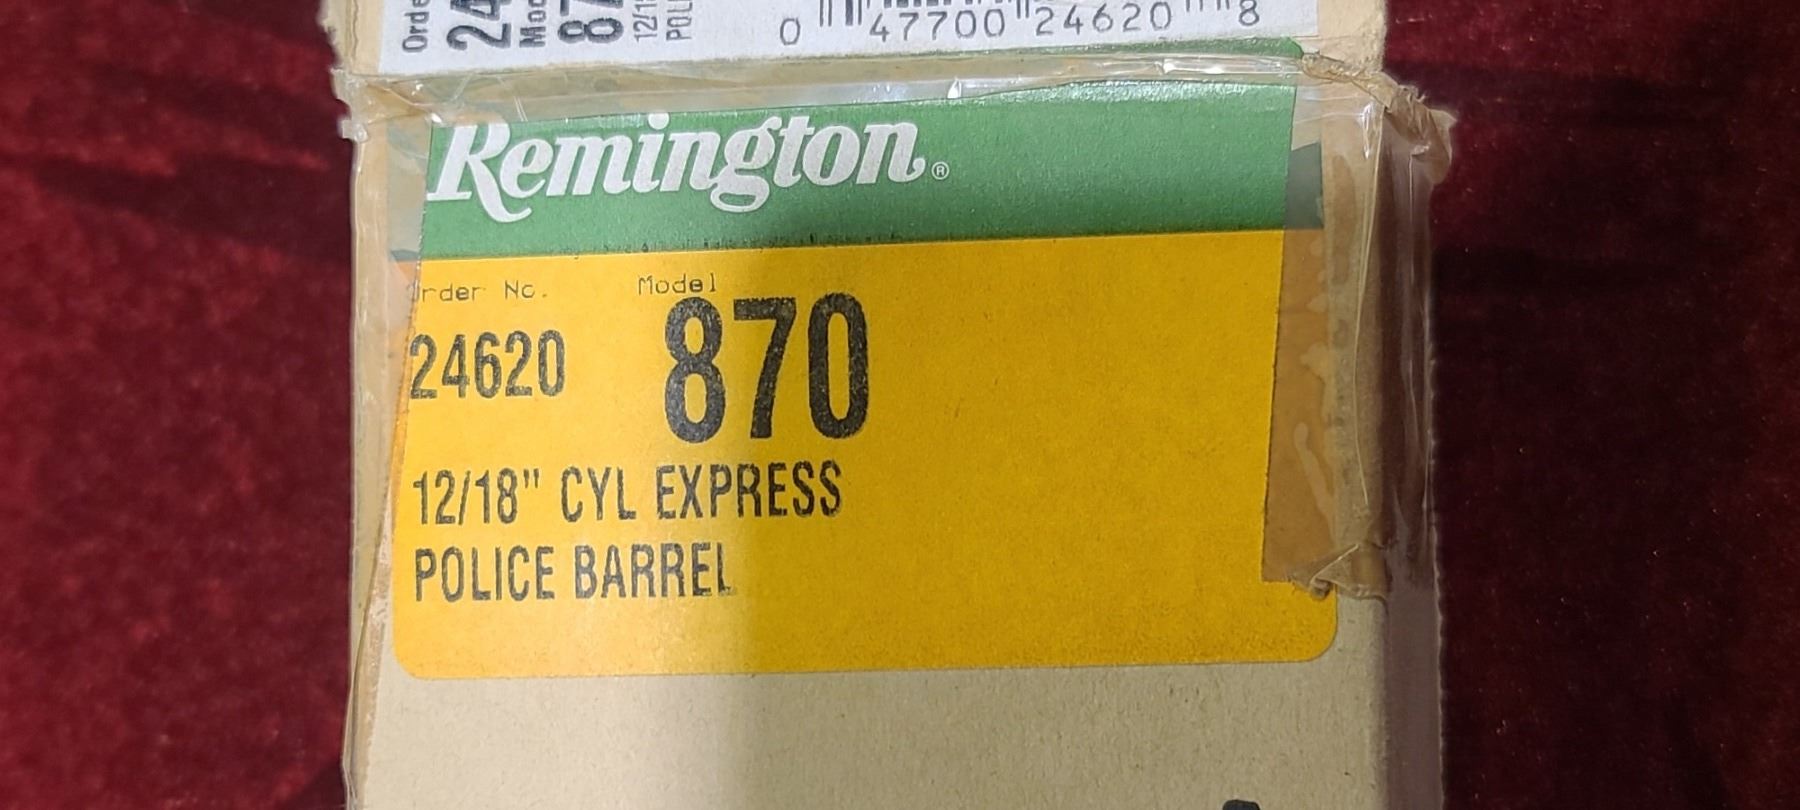 0 47700 24620 8
Remington®
Order No. Model
24620 870
12/18" CYL EXPRESS
POLICE BARREL